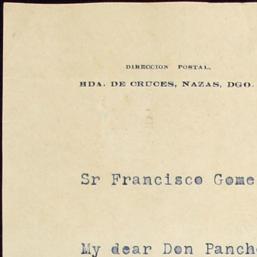 DIRECCION POSTAL,
HDA. DE CRUCES, NAZAS, DGO.
Sr Francisco Gome
My dear Don Panch